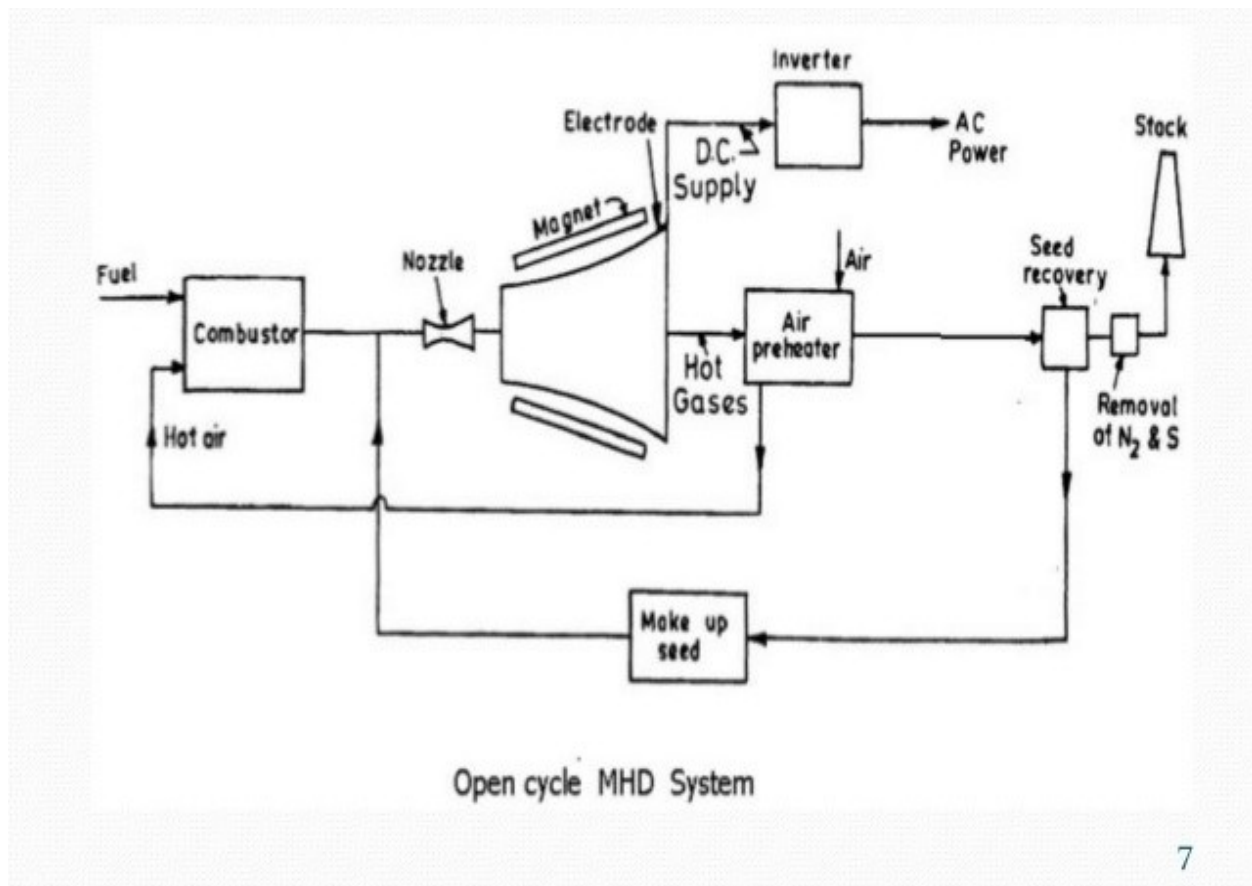 Inverter
Electrode
AC
Power
Stack
D.C.
Supply
Magnet
Nozzle
Air
Seed
recovery
Fuel
Combustor
Air
preheater
Hot
Gases
Removal
of N₂ & S
Hot air
Make up
seed
Open cycle MHD System
7